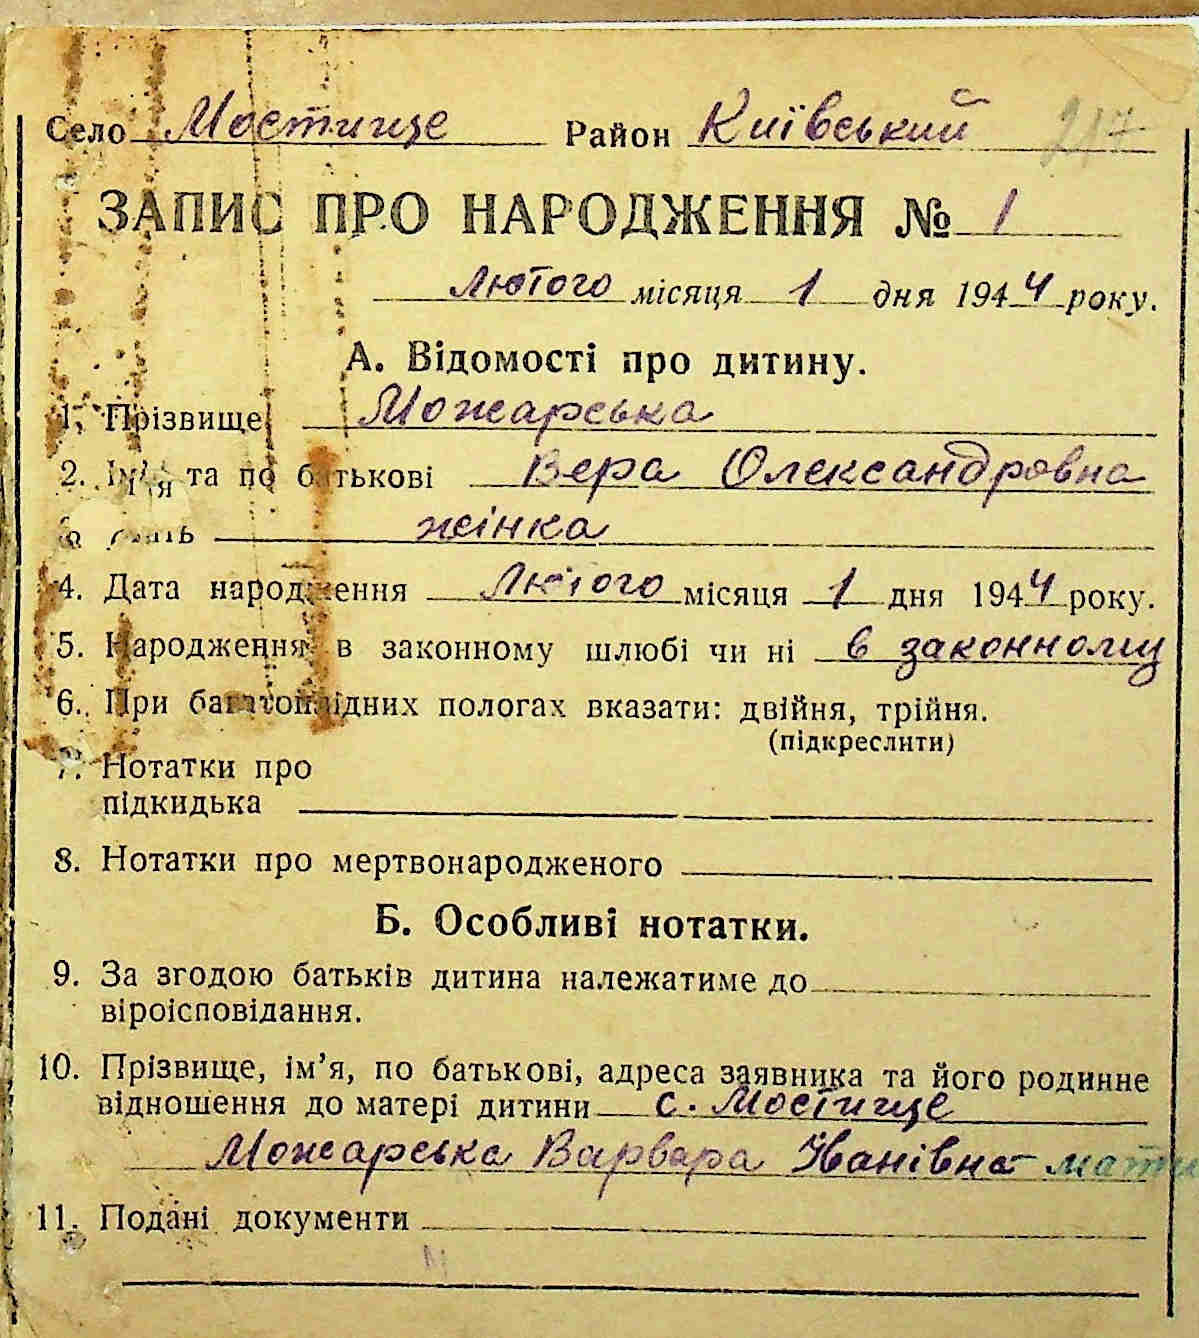 Село Мостище Район Київський 217
ЗАПИС ПРО НАРОДЖЕННЯ № 1
Лютого місяця 1 дня 1944 року.
А. Відомості про дитину.
1. Прізвище Можарська
2. Ім'я та по батькові Вера Олександровна
жінка
4. Дата народження Лютого місяця 1 дня 1944 року.
5. Народження в законному шлюбі чи ні в законному
6. При багатоплідних пологах вказати: двійня, трійня.
(підкреслити)
7. Нотатки про
підкидька
8. Нотатки про мертвонародженого
Б. Особливі нотатки.
9. За згодою батьків дитина належатиме до
віроісповідання.
10. Прізвище, ім'я, по батькові, адреса заявника та його родинне
відношення до матері дитини с. Мостище
Можарська Варвара Іванівна мати
11. Подані документи